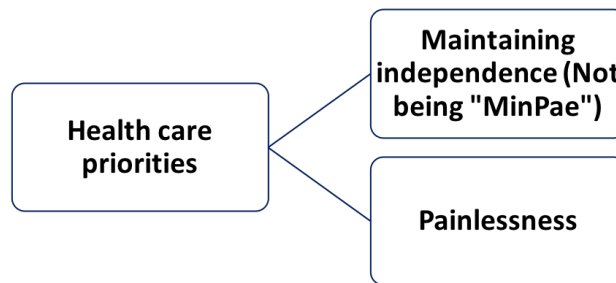 Health care
priorities
Maintaining
independence (Not
being "MinPae")
Painlessness